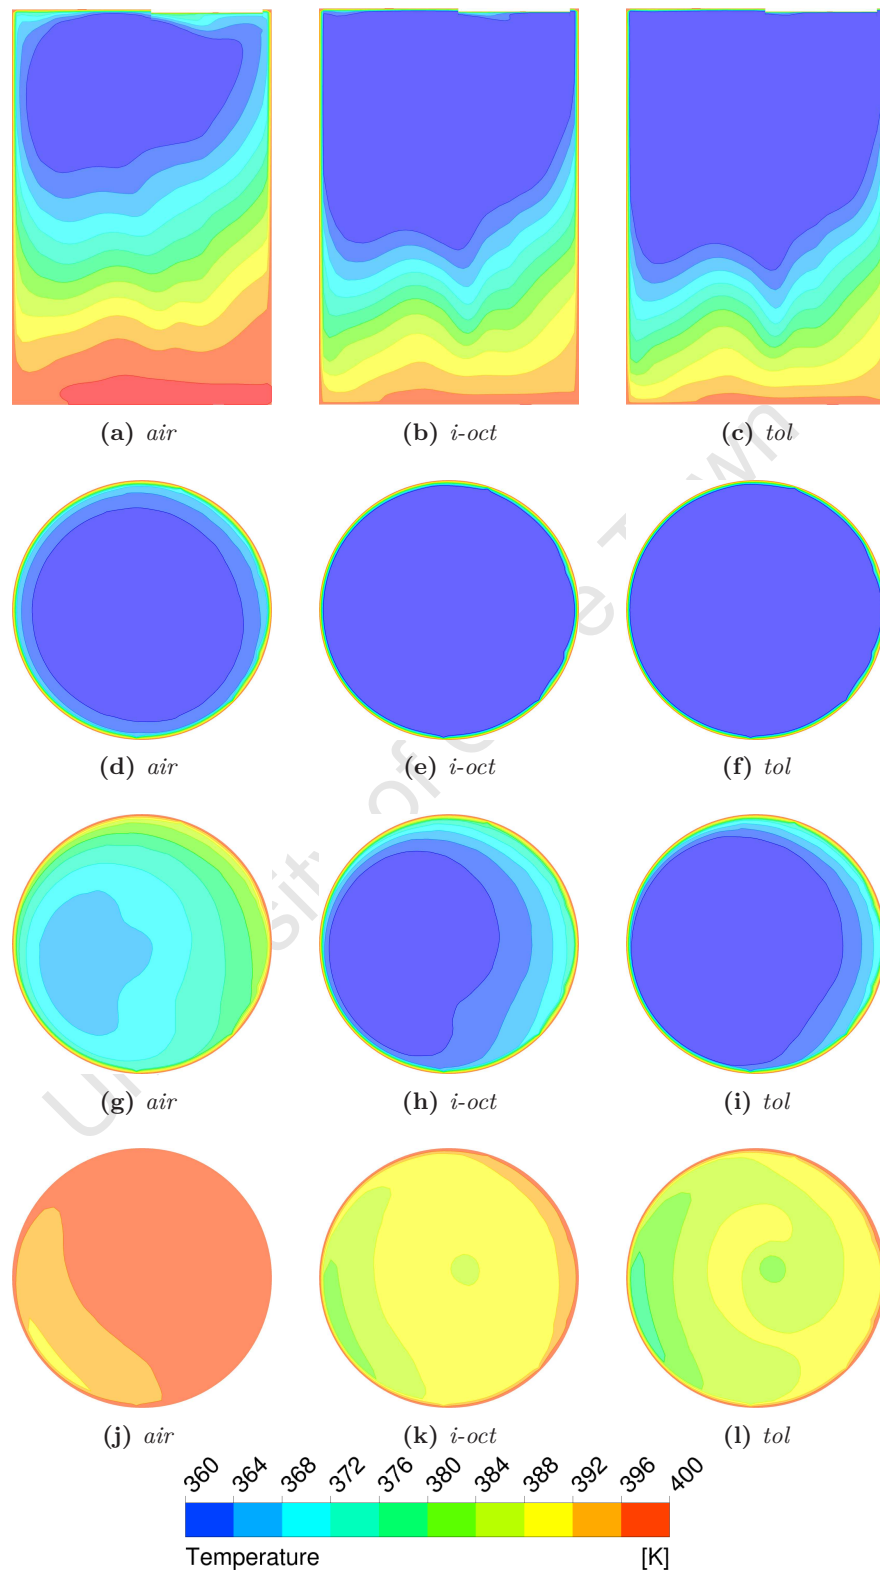 (a) air (b) i-oct (c) tol
(d) air (e) i-oct (f) tol
(g) air (h) i-oct (i) tol
(j) air (k) i-oct (l) tol
360 364 368 372 376 380 384 388 392 396 400
Temperature [K]